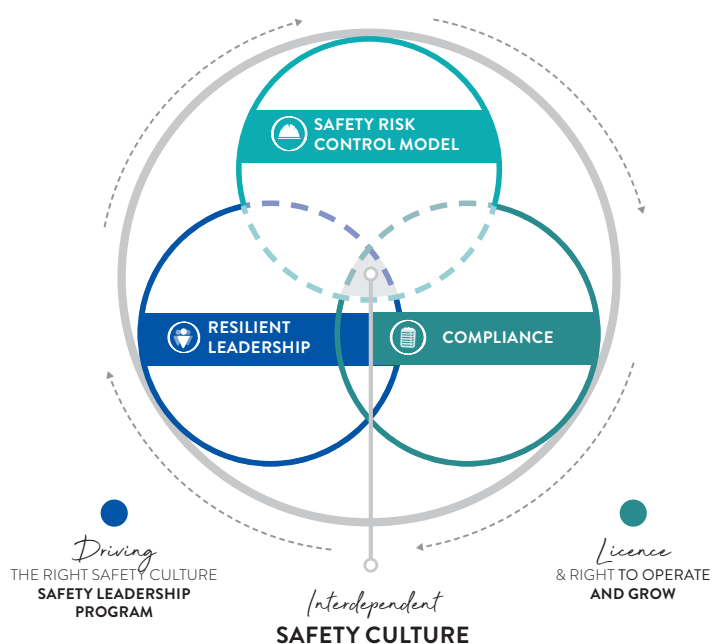 SAFETY RISK
CONTROL MODEL
RESILIENT
LEADERSHIP
COMPLIANCE
Driving
THE RIGHT SAFETY CULTURE
SAFETY LEADERSHIP
PROGRAM
Licence
& RIGHT TO OPERATE
AND GROW
Interdependent
SAFETY CULTURE